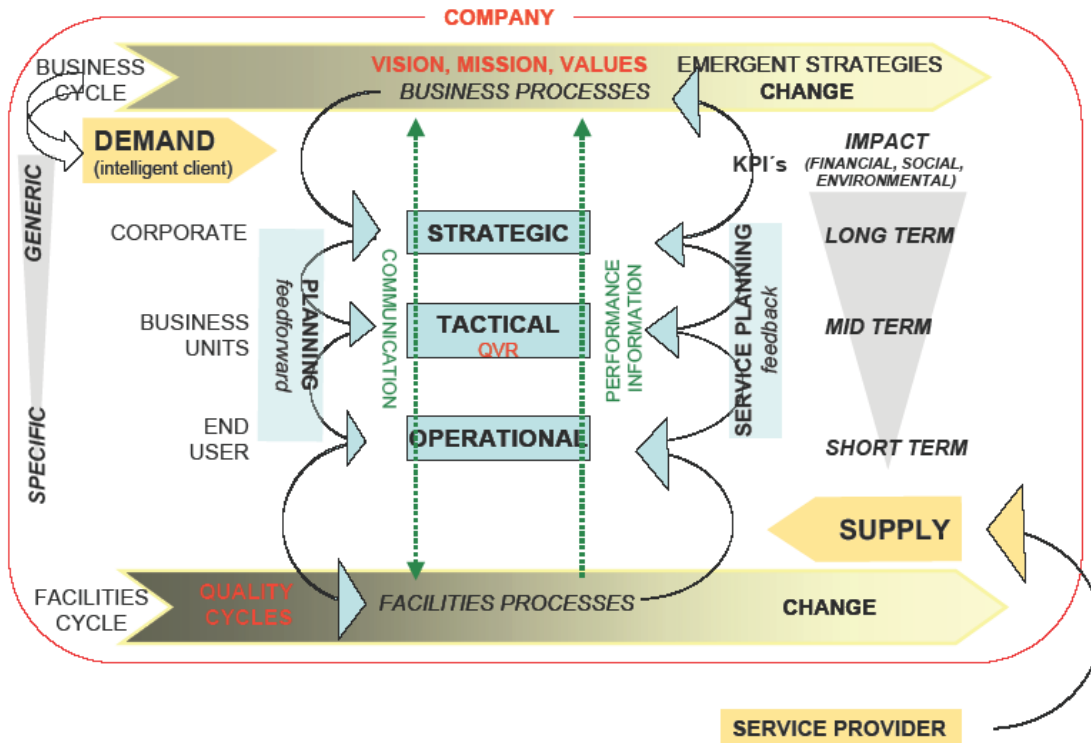 COMPANY
BUSINESS
CYCLE
VISION, MISSION, VALUES
BUSINESS PROCESSES
EMERGENT STRATEGIES
CHANGE
DEMAND
(intelligent client)
KPI´s
IMPACT
(FINANCIAL, SOCIAL,
ENVIRONMENTAL)
GENERIC
SPECIFIC
CORPORATE
STRATEGIC
LONG TERM
PLANNING
feedforward
COMMUNICATION
PERFORMANCE
INFORMATION
SERVICE PLANNING
feedback
BUSINESS
UNITS
TACTICAL
QVR
MID TERM
END
USER
OPERATIONAL
SHORT TERM
SUPPLY
FACILITIES
CYCLE
QUALITY
CYCLES
FACILITIES PROCESSES
CHANGE
SERVICE PROVIDER